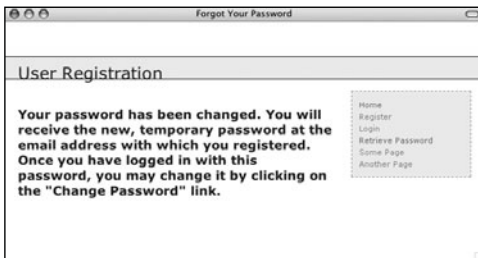 Forgot Your Password
User Registration
Your password has been changed. You will
receive the new, temporary password at the
email address with which you registered.
Once you have logged in with this
password, you may change it by clicking on
the "Change Password" link.
Home
Register
Login
Retrieve Password
Some Page
Another Page